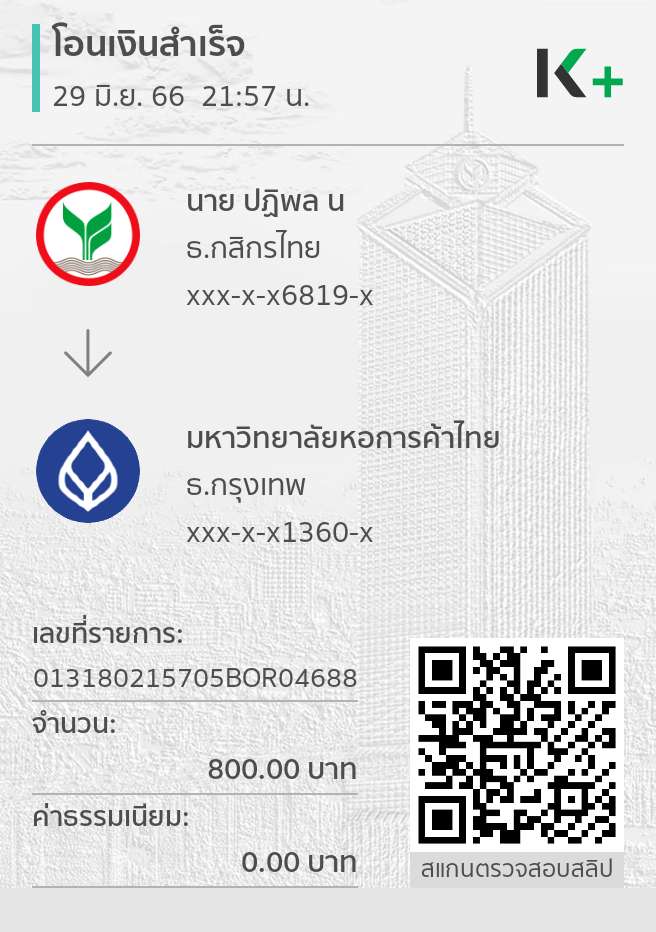 โอนเงินสำเร็จ
29 มิ.ย. 66  21:57 น.
K+
นาย ปฏิพล น
ธ.กสิกรไทย
xxx-x-x6819-x
มหาวิทยาลัยหอการค้าไทย
ธ.กรุงเทพ
xxx-x-x1360-x
เลขที่รายการ:
013180215705BOR04688
จำนวน:
800.00 บาท
ค่าธรรมเนียม:
0.00 บาท
สแกนตรวจสอบสลิป